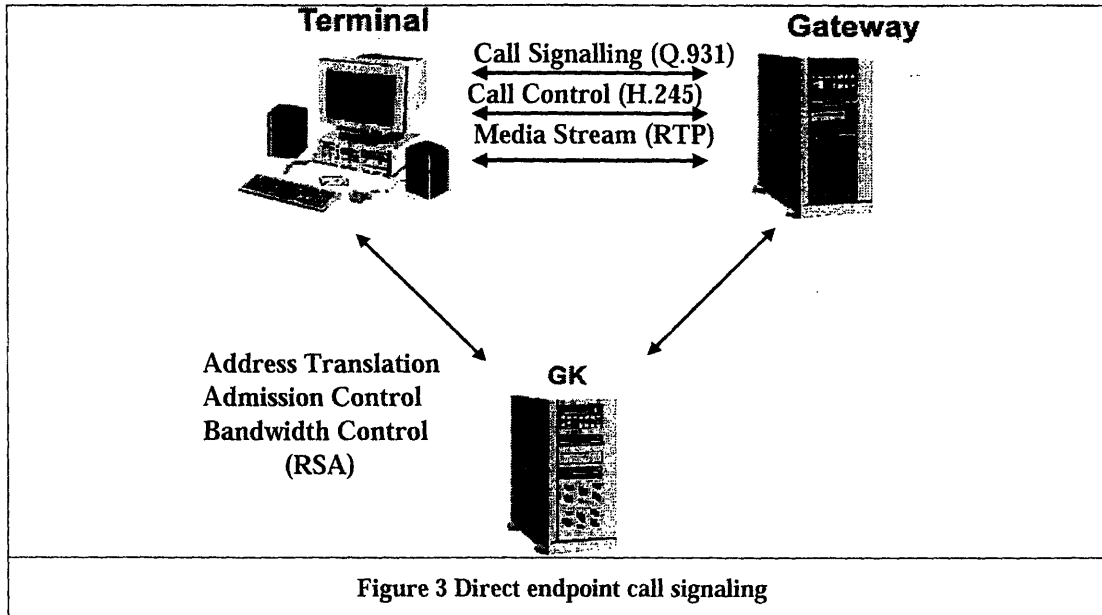 Terminal
Gateway
Call Signalling (Q.931)
Call Control (H.245)
Media Stream (RTP)
Address Translation
Admission Control
Bandwidth Control
(RSA)
GK
Figure 3 Direct endpoint call signaling